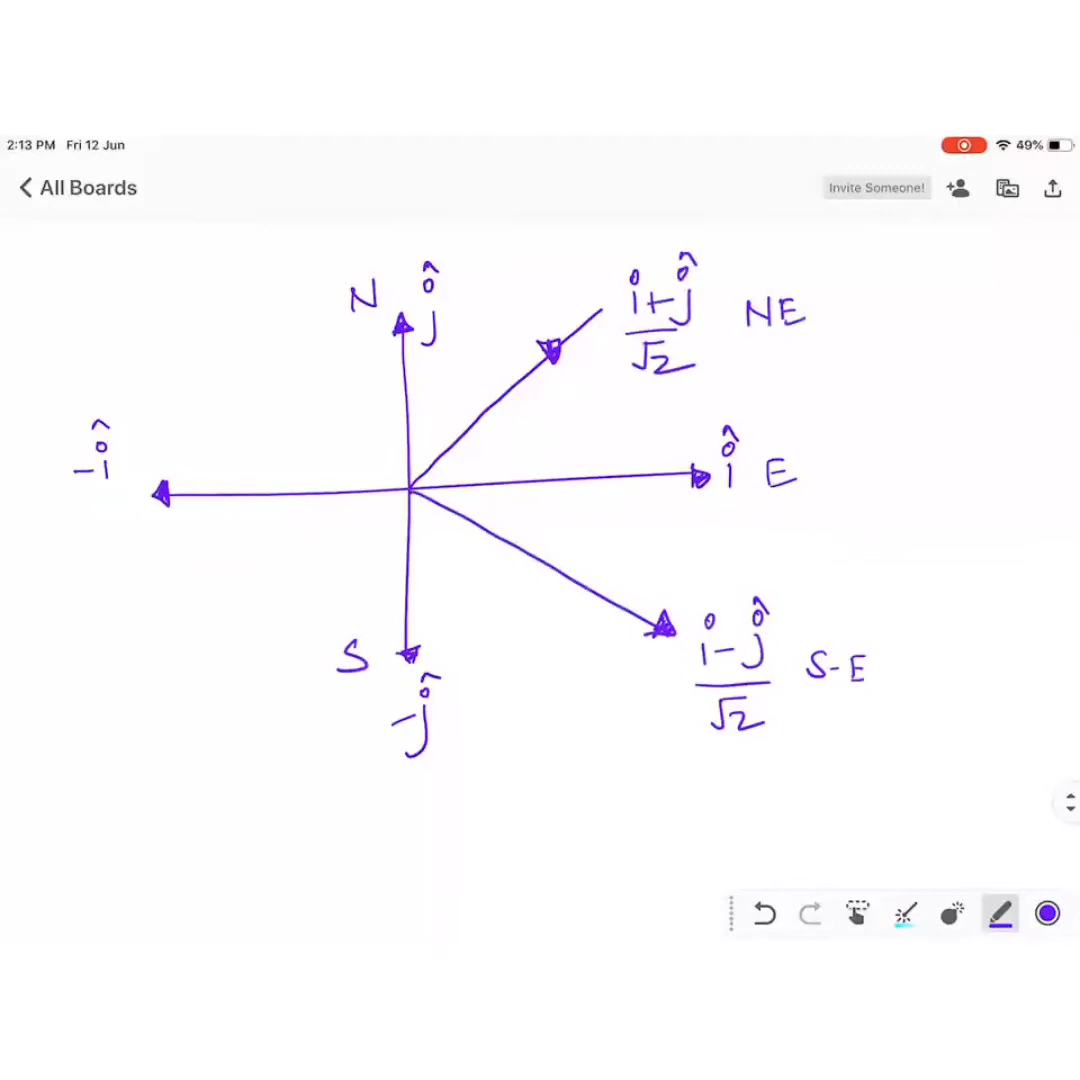 2:13 PM Fri 12 Jun
49%
All Boards
Invite Someone!
N ĵ
î+ĵ
√2
NE
-î
î E
S
-ĵ
i-ĵ
√2
S-E